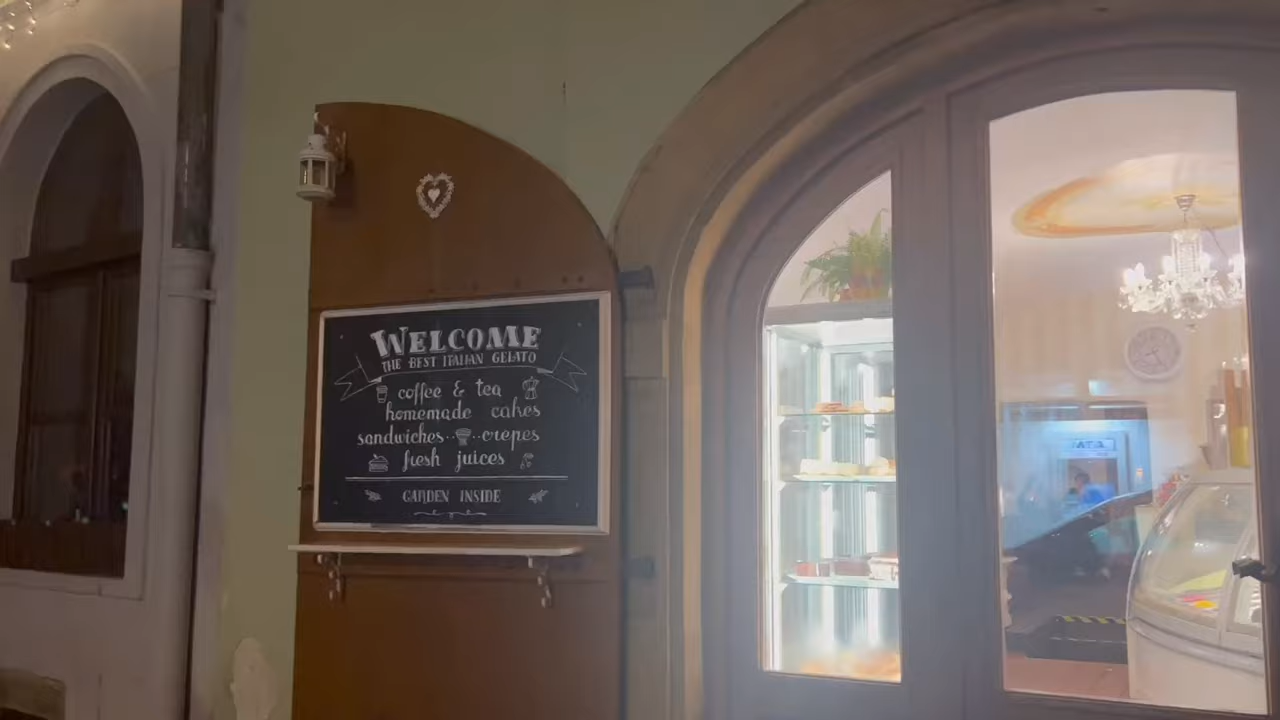 WELCOME
THE BEST ITALIAN GELATO
coffee & tea
homemade cakes
sandwiches crepes
fresh juices
GARDEN INSIDE